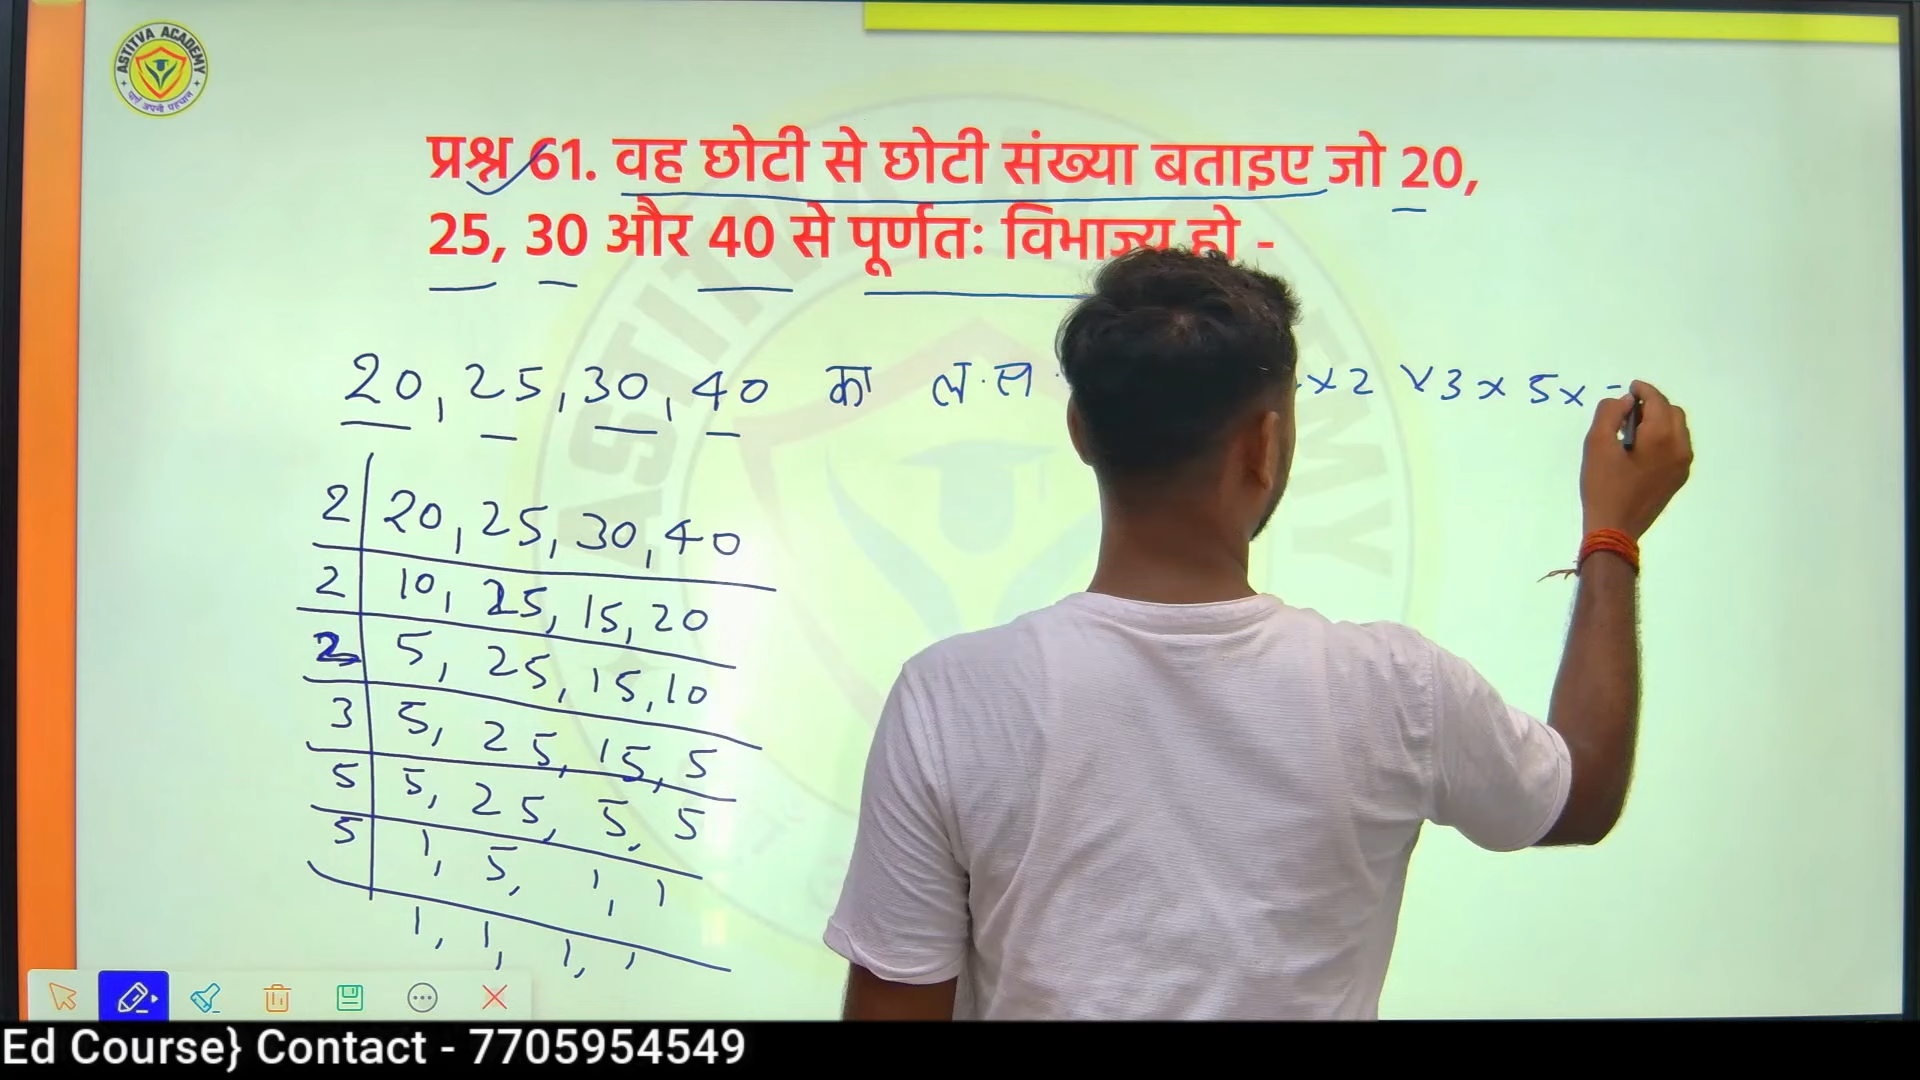 ASTITVA ACADEMY
प्रश्न 61. वह छोटी से छोटी संख्या बताइए जो 20,
25, 30 और 40 से पूर्णतः विभाज्य हो -
20, 25, 30, 40 का ल.स. × 2 × 3 × 5 ×
2 20, 25, 30, 40
2 10, 25, 15, 20
2 5, 25, 15, 10
3 5, 25, 15, 5
5 5, 25, 5, 5
5 1, 5, 1, 1
1, 1, 1, 1
Ed Course} Contact - 7705954549